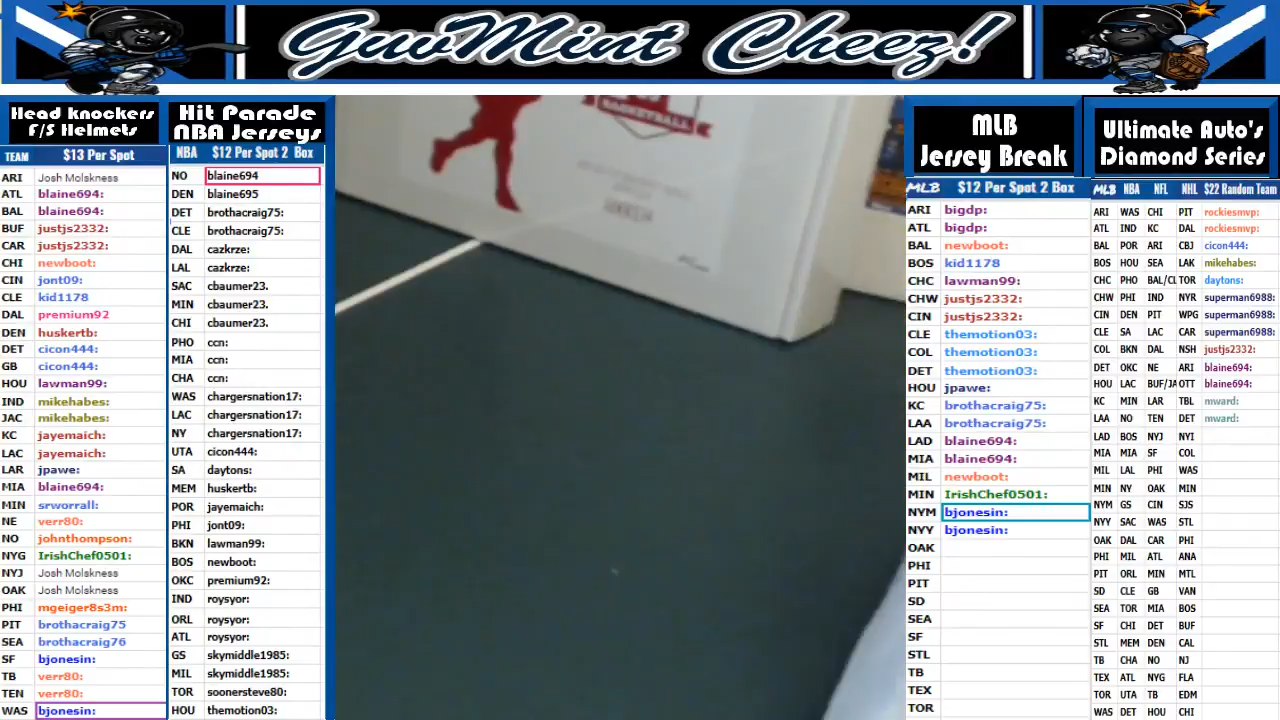 GuvMint Cheez!
Head knockers
F/S Helmets
TEAM $13 Per Spot
ARI Josh Molskness
ATL blaine694:
BAL blaine694:
BUF justjs2332:
CAR justjs2332:
CHI newboot:
CIN jont09:
CLE kid1178
DAL premium92
DEN huskertb:
DET cicon444:
GB cicon444:
HOU lawman99:
IND mikehabes:
JAC mikehabes:
KC jayemaich:
LAC jayemaich:
LAR jpawe:
MIA blaine694:
MIN srworrall:
NE verr80:
NO johnthompson:
NYG IrishChef0501:
NYJ Josh Molskness
OAK Josh Molskness
PHI mgeiger8s3m:
PIT brothacraig75
SEA brothacraig76
SF bjonesin:
TB verr80:
TEN verr80:
WAS bjonesin:
Hit Parade
NBA Jerseys
NBA $12 Per Spot 2 Box
NO blaine694
DEN blaine695
DET brothacraig75:
CLE brothacraig75:
DAL cazkrze:
LAL cazkrze:
SAC cbaumer23.
MIN cbaumer23.
CHI cbaumer23.
PHO ccn:
MIA ccn:
CHA ccn:
WAS chargersnation17:
LAC chargersnation17:
NY chargersnation17:
UTA cicon444:
SA daytons:
MEM huskertb:
POR jayemaich:
PHI jont09:
BKN lawman99:
BOS newboot:
OKC premium92:
IND roysyor:
ORL roysyor:
ATL roysyor:
GS skymiddle1985:
MIL skymiddle1985:
TOR soonersteve80:
HOU themotion03:
BASKETBALL
MLB
Jersey Break
MLB $12 Per Spot 2 Box
ARI bigdp:
ATL bigdp:
BAL newboot:
BOS kid1178
CHC lawman99:
CHW justjs2332:
CIN justjs2332:
CLE themotion03:
COL themotion03:
DET themotion03:
HOU jpawe:
KC brothacraig75:
LAA brothacraig75:
LAD blaine694:
MIA blaine694:
MIL newboot:
MIN IrishChef0501:
NYM bjonesin:
NYY bjonesin:
OAK
PHI
PIT
SD
SEA
SF
STL
TB
TEX
TOR
Ultimate Auto's
Diamond Series
MLB NBA NFL NHL $22 Random Team
ARI WAS CHI PIT rockiesmvp:
ATL IND KC DAL rockiesmvp:
BAL POR ARI CBJ cicon444:
BOS HOU SEA LAK mikehabes:
CHC PHO BAL/CL TOR daytons:
CHW PHI IND NYR superman6988:
CIN DEN PIT WPG superman6988:
CLE SA LAC CAR superman6988:
COL BKN DAL NSH justjs2332:
DET OKC NE ARI blaine694:
HOU LAC BUF/JA OTT blaine694:
KC MIN LAR TBL mward:
LAA NO TEN DET mward:
LAD BOS NYJ NYI
MIA MIA SF COL
MIL LAL PHI WAS
MIN NY OAK MIN
NYM GS CIN SJS
NYY SAC WAS STL
OAK DAL CAR PHI
PHI MIL ATL ANA
PIT ORL MIN MTL
SD CLE GB VAN
SEA TOR MIA BOS
SF CHI DET BUF
STL MEM DEN CAL
TB CHA NO NJ
TEX ATL NYG FLA
TOR UTA TB EDM
WAS DET HOU CHI